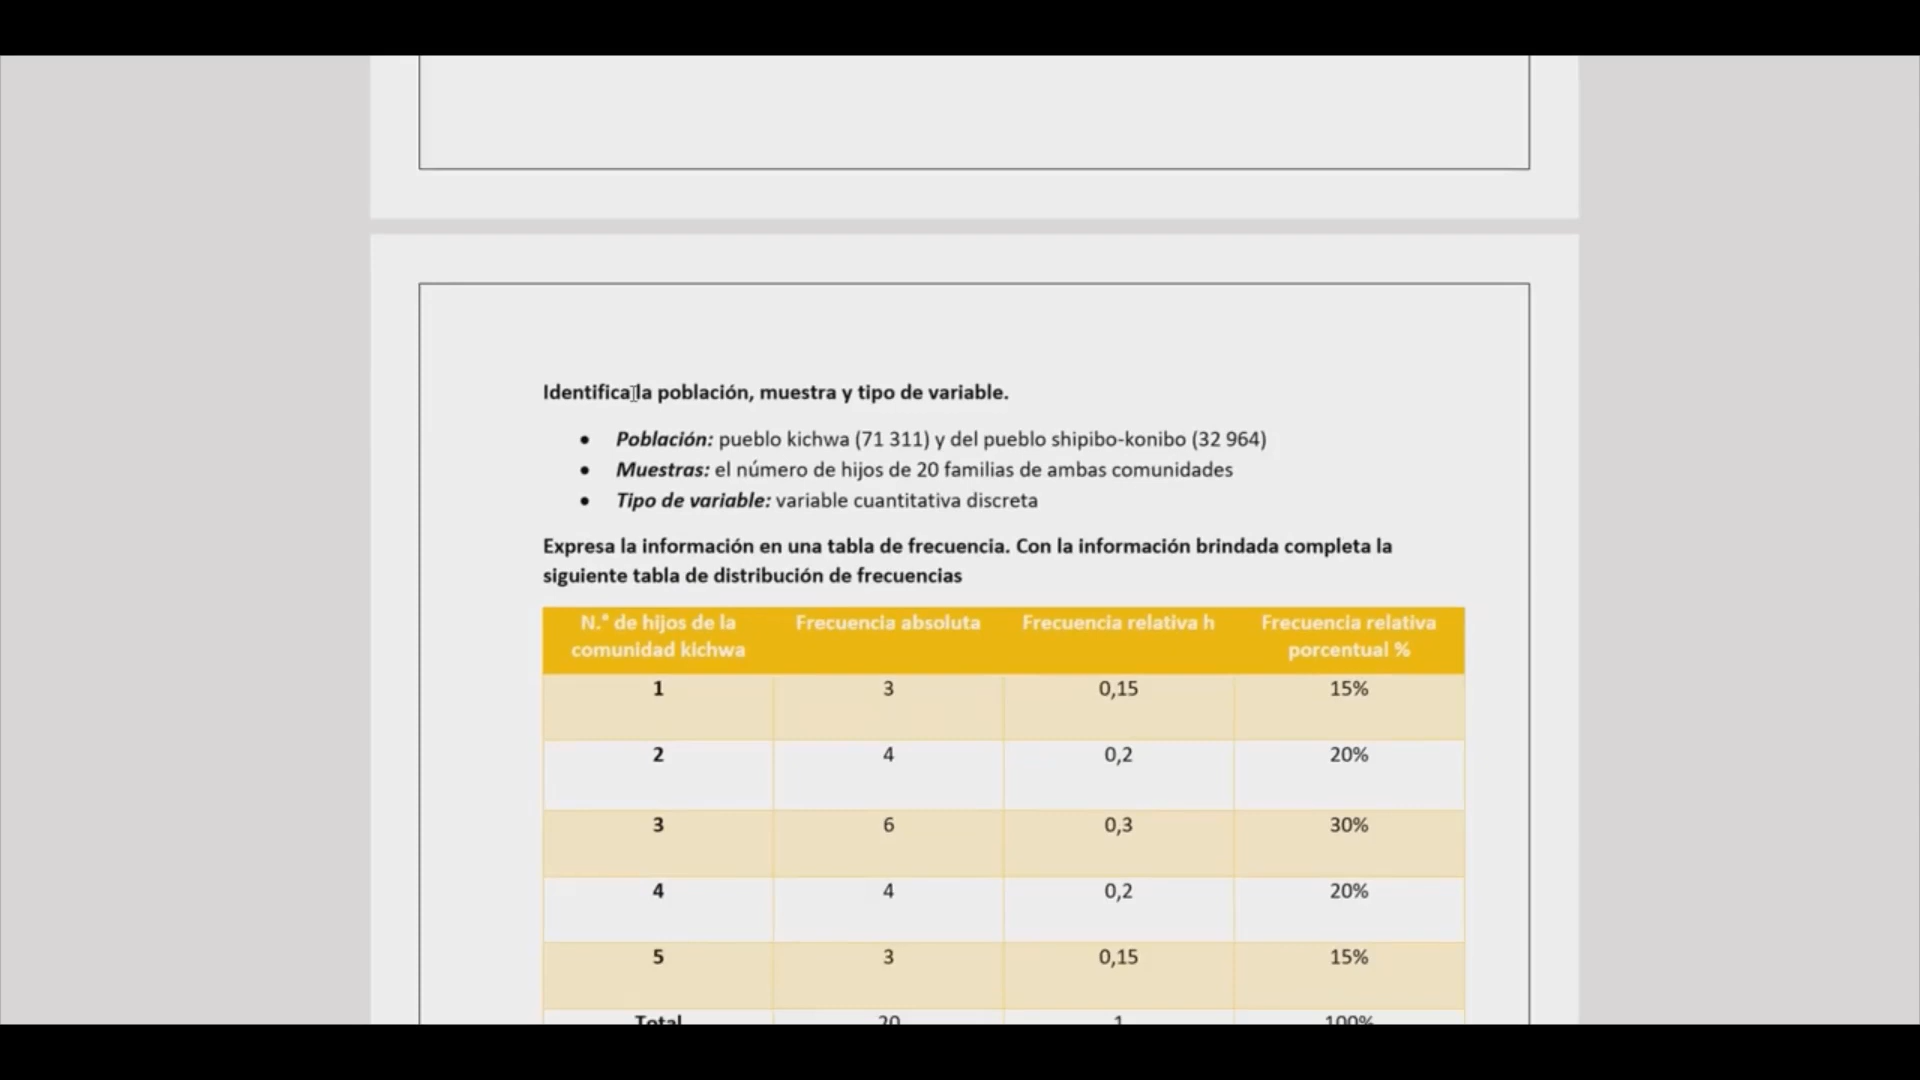 Identifica la población, muestra y tipo de variable.
• Población: pueblo kichwa (71 311) y del pueblo shipibo-konibo (32 964)
• Muestras: el número de hijos de 20 familias de ambas comunidades
• Tipo de variable: variable cuantitativa discreta
Expresa la información en una tabla de frecuencia. Con la información brindada completa la
siguiente tabla de distribución de frecuencias
N.° de hijos de la comunidad kichwa Frecuencia absoluta Frecuencia relativa h Frecuencia relativa porcentual %
1 3 0,15 15%
2 4 0,2 20%
3 6 0,3 30%
4 4 0,2 20%
5 3 0,15 15%
Total 20 1 100%